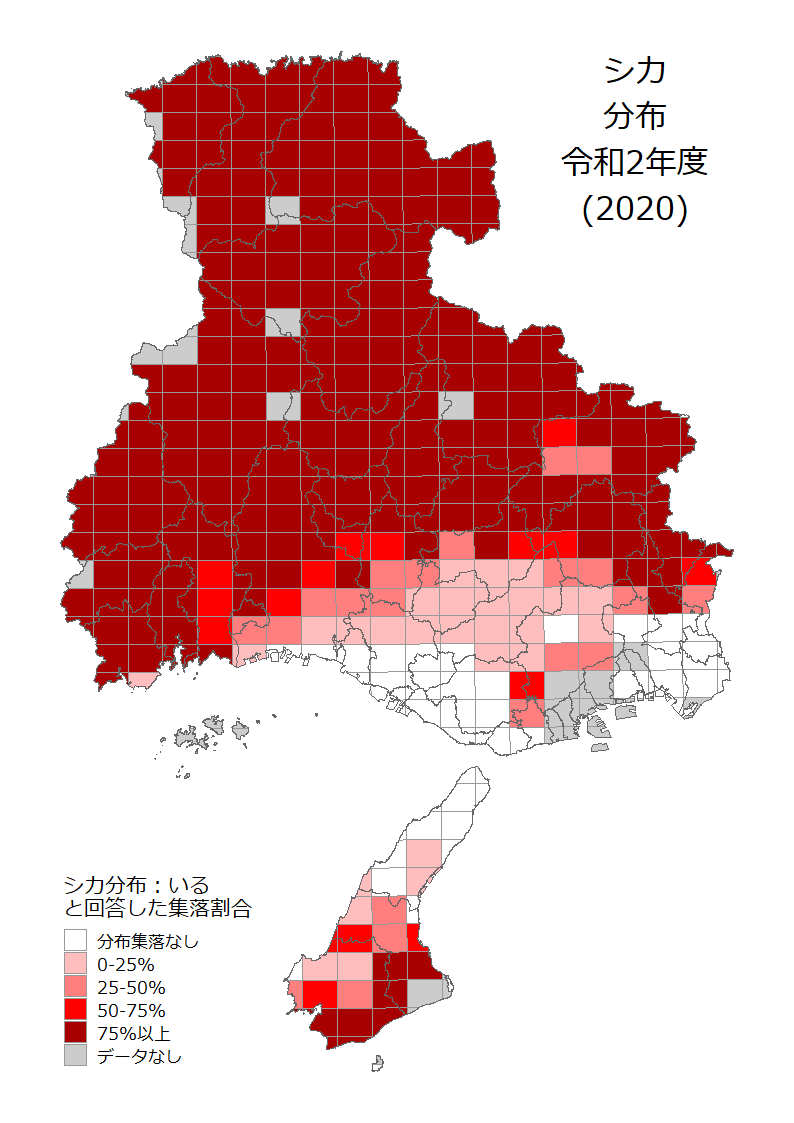 シカ
分布
令和2年度
(2020)
シカ分布：いる
と回答した集落割合
分布集落なし
0-25%
25-50%
50-75%
75%以上
データなし